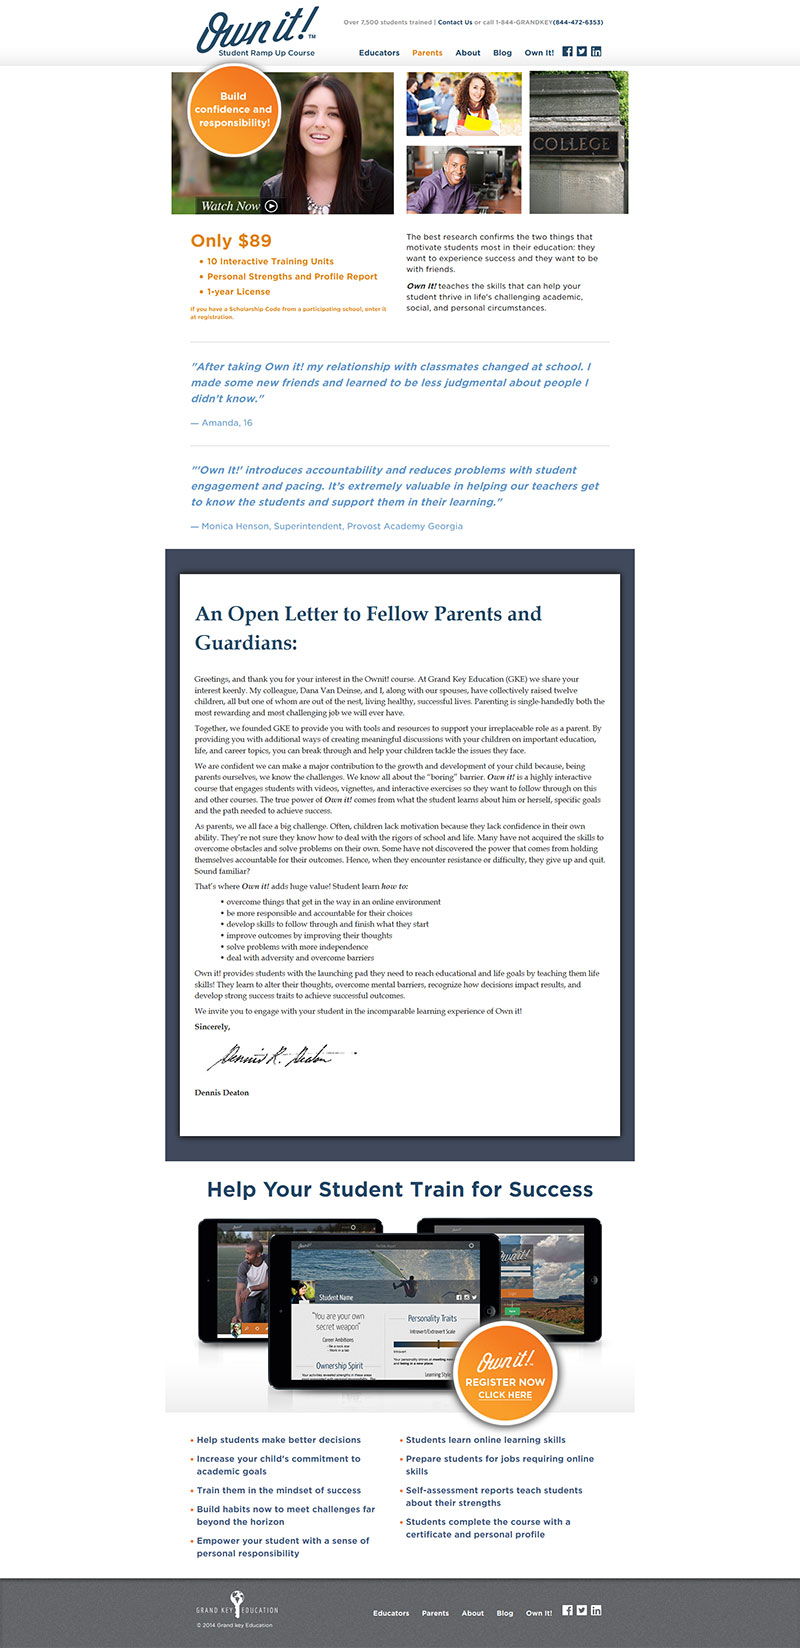 Own it!™
Student Ramp Up Course
Over 7,500 students trained | Contact Us or call 1-844-GRANDKEY(844-472-6353)
Educators Parents About Blog Own It!
Build
confidence and
responsibility!
Watch Now
COLLEGE
Only $89
• 10 Interactive Training Units
• Personal Strengths and Profile Report
• 1-year License
If you have a Scholarship Code from a participating school, enter it
at registration.
The best research confirms the two things that
motivate students most in their education: they
want to experience success and they want to be
with friends.
Own It! teaches the skills that can help your
student thrive in life's challenging academic,
social, and personal circumstances.
"After taking Own it! my relationship with classmates changed at school. I
made some new friends and learned to be less judgmental about people I
didn't know."
— Amanda, 16
"'Own It!' introduces accountability and reduces problems with student
engagement and pacing. It's extremely valuable in helping our teachers get
to know the students and support them in their learning."
— Monica Henson, Superintendent, Provost Academy Georgia
An Open Letter to Fellow Parents and
Guardians:
Greetings, and thank you for your interest in the Ownit! course. At Grand Key Education (GKE) we share your
interest keenly. My colleague, Dana Van Deinse, and I, along with our spouses, have collectively raised twelve
children, all but one of whom are out of the nest, living healthy, successful lives. Parenting is single-handedly both the
most rewarding and most challenging job we will ever have.
Together, we founded GKE to provide you with tools and resources to support your irreplaceable role as a parent. By
providing you with additional ways of creating meaningful discussions with your children on important education,
life, and career topics, you can break through and help your children tackle the issues they face.
We are confident we can make a major contribution to the growth and development of your child because, being
parents ourselves, we know the challenges. We know all about the "boring" barrier. Own it! is a highly interactive
course that engages students with videos, vignettes, and interactive exercises so they want to follow through on this
and other courses. The true power of Own it! comes from what the student learns about him or herself, specific goals
and the path needed to achieve success.
As parents, we all face a big challenge. Often, children lack motivation because they lack confidence in their own
ability. They're not sure they know how to deal with the rigors of school and life. Many have not acquired the skills to
overcome obstacles and solve problems on their own. Some have not discovered the power that comes from holding
themselves accountable for their outcomes. Hence, when they encounter resistance or difficulty, they give up and quit.
Sound familiar?
That's where Own it! adds huge value! Student learn how to:
• overcome things that get in the way in an online environment
• be more responsible and accountable for their choices
• develop skills to follow through and finish what they start
• improve outcomes by improving their thoughts
• solve problems with more independence
• deal with adversity and overcome barriers
Own it! provides students with the launching pad they need to reach educational and life goals by teaching them life
skills! They learn to alter their thoughts, overcome mental barriers, recognize how decisions impact results, and
develop strong success traits to achieve successful outcomes.
We invite you to engage with your student in the incomparable learning experience of Own it!
Sincerely,
Dennis R. Deaton
Dennis Deaton
Help Your Student Train for Success
Own it!
Own it!
Own it!
Student Name
"You are your own
secret weapon"
Career Ambitions
- Be a rock star
- Work in a lab
Ownership Spirit
Personality Traits
Introvert/Extrovert Scale
Introvert
Learning Style
Login
Own it!
REGISTER NOW
CLICK HERE
• Help students make better decisions
• Increase your child's commitment to
academic goals
• Train them in the mindset of success
• Build habits now to meet challenges far
beyond the horizon
• Empower your student with a sense of
personal responsibility
• Students learn online learning skills
• Prepare students for jobs requiring online
skills
• Self-assessment reports teach students
about their strengths
• Students complete the course with a
certificate and personal profile
GRAND KEY EDUCATION
© 2014 Grand key Education
Educators Parents About Blog Own It!